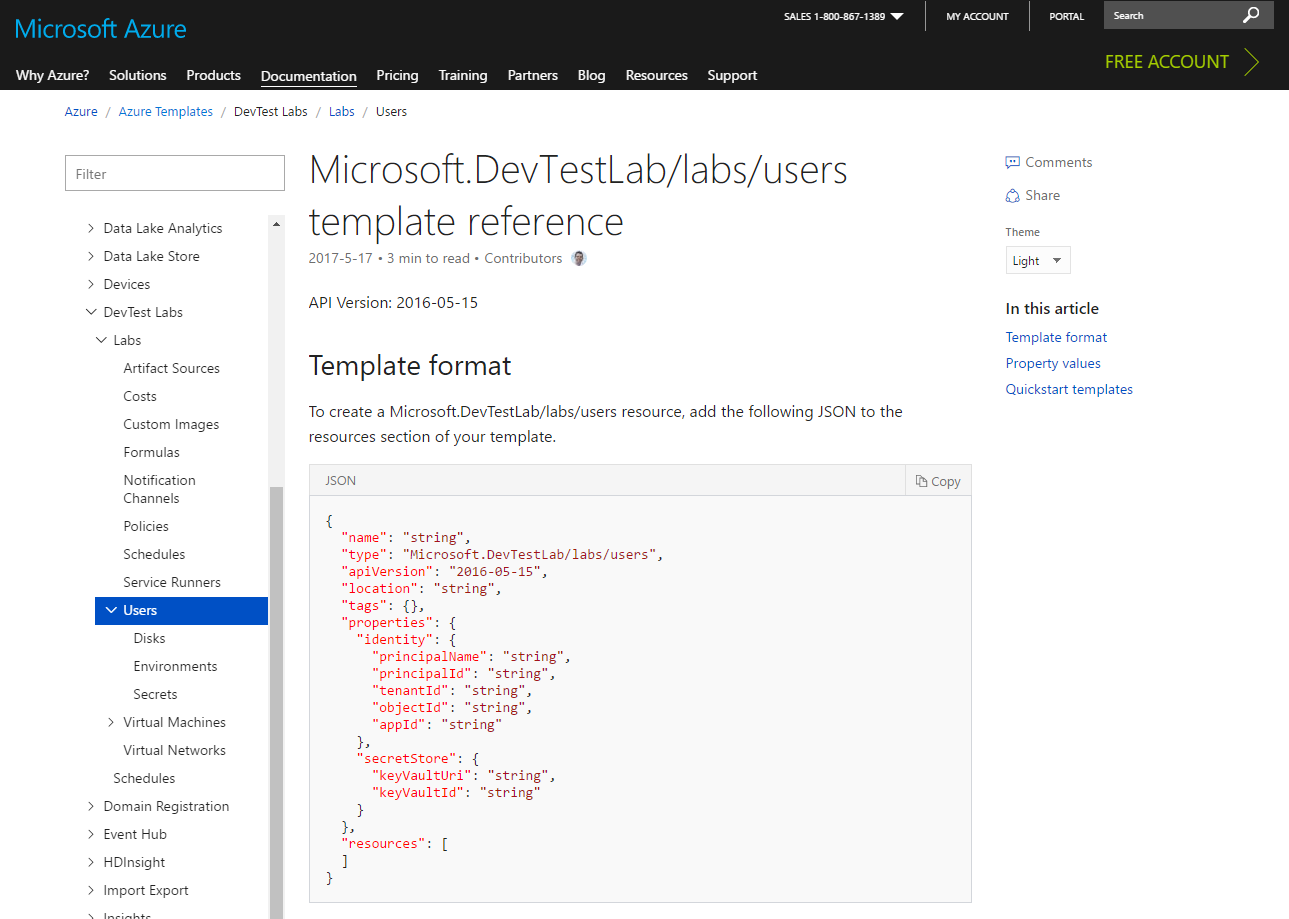 Microsoft Azure
SALES 1-800-867-1389
MY ACCOUNT
PORTAL
Search
Why Azure?
Solutions
Products
Documentation
Pricing
Training
Partners
Blog
Resources
Support
FREE ACCOUNT
Azure / Azure Templates / DevTest Labs / Labs / Users
Filter
Data Lake Analytics
Data Lake Store
Devices
DevTest Labs
Labs
Artifact Sources
Costs
Custom Images
Formulas
Notification
Channels
Policies
Schedules
Service Runners
Users
Disks
Environments
Secrets
Virtual Machines
Virtual Networks
Schedules
Domain Registration
Event Hub
HDInsight
Import Export
Insights
Microsoft.DevTestLab/labs/users
template reference
2017-5-17 • 3 min to read • Contributors
API Version: 2016-05-15
Template format
To create a Microsoft.DevTestLab/labs/users resource, add the following JSON to the
resources section of your template.
JSON
Copy
{
  "name": "string",
  "type": "Microsoft.DevTestLab/labs/users",
  "apiVersion": "2016-05-15",
  "location": "string",
  "tags": {},
  "properties": {
    "identity": {
      "principalName": "string",
      "principalId": "string",
      "tenantId": "string",
      "objectId": "string",
      "appId": "string"
    },
    "secretStore": {
      "keyVaultUri": "string",
      "keyVaultId": "string"
    }
  },
  "resources": [
  ]
}
Comments
Share
Theme
Light
In this article
Template format
Property values
Quickstart templates